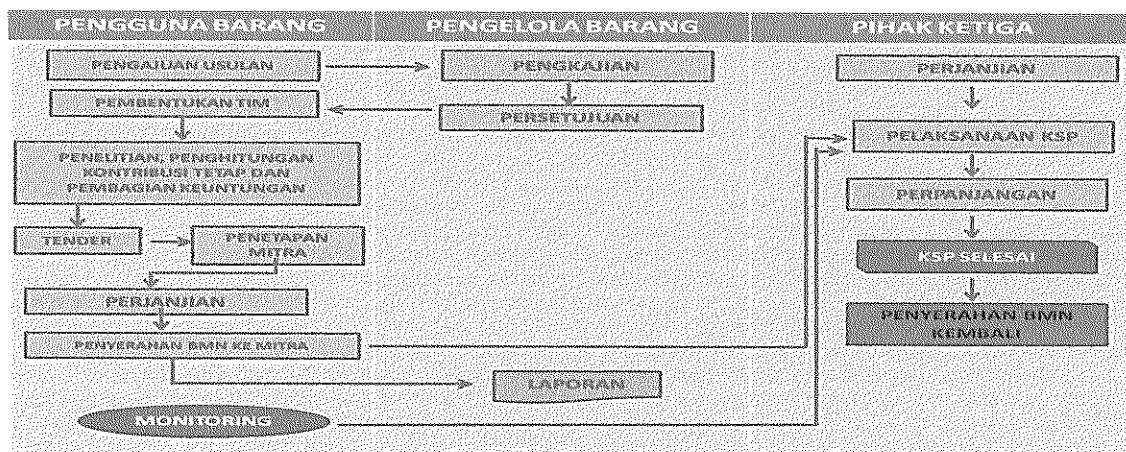 PENGGUNA BARANG
PENGELOLA BARANG
PIHAK KETIGA
PENGAJUAN USULAN
PENGKAJIAN
PERJANJIAN
PEMBENTUKAN TIM
PERSETUJUAN
PELAKSANAAN KSP
PENELITIAN, PENGHITUNGAN
KONTRIBUSI TETAP DAN
PEMBAGIAN KEUNTUNGAN
PERPANJANGAN
TENDER
PENETAPAN
MITRA
KSP SELESAI
PERJANJIAN
PENYERAHAN BMN
KEMBALI
PENYERAHAN BMN KE MITRA
LAPORAN
MONITORING